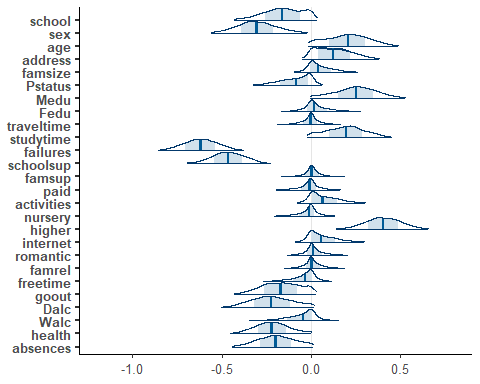 school
sex
age
address
famsize
Pstatus
Medu
Fedu
traveltime
studytime
failures
schoolsup
famsup
paid
activities
nursery
higher
internet
romantic
famrel
freetime
goout
Dalc
Walc
health
absences
-1.0 -0.5 0.0 0.5